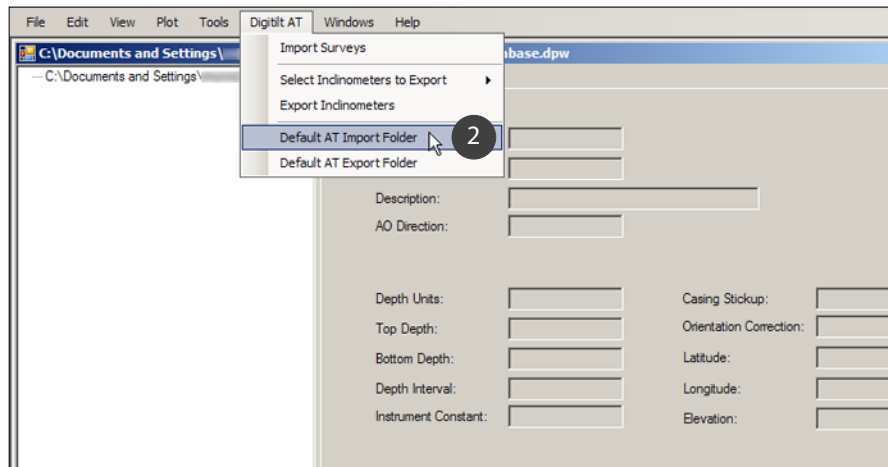 File Edit View Plot Tools Digitilt AT Windows Help
C:\Documents and Settings\ abase.dpw
C:\Documents and Settings\
Import Surveys
Select Inclinometers to Export
Export Inclinometers
Default AT Import Folder 2
Default AT Export Folder
Description:
AO Direction:
Depth Units:
Top Depth:
Bottom Depth:
Depth Interval:
Instrument Constant:
Casing Stickup:
Orientation Correction:
Latitude:
Longitude:
Elevation: